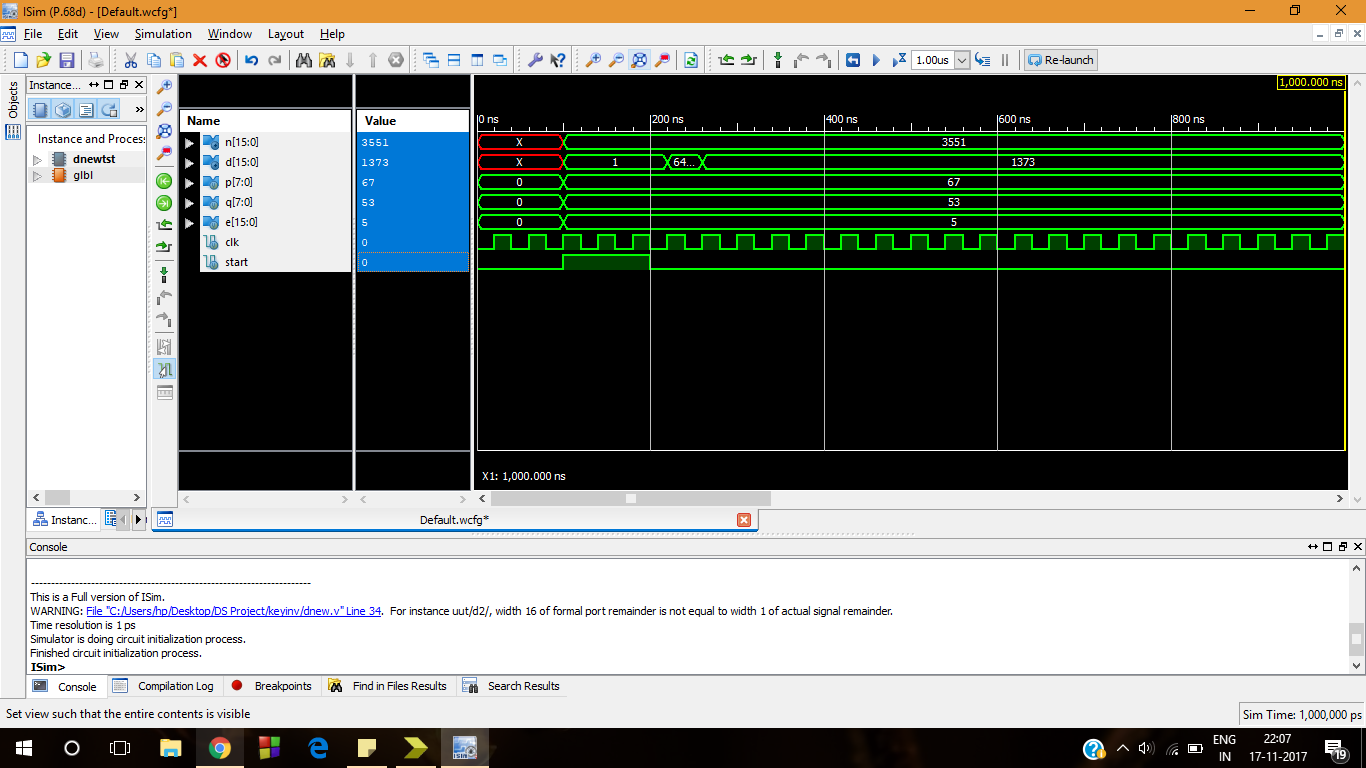 ISim (P.68d) - [Default.wcfg*]
File Edit View Simulation Window Layout Help
1.00us Re-launch
Objects
Instance...
»
Instance and Proces
dnewtst
glbl
Name Value
1,000.000 ns
0 ns 200 ns 400 ns 600 ns 800 ns
n[15:0] 3551 X 3551
d[15:0] 1373 X 1 64... 1373
p[7:0] 67 0 67
q[7:0] 53 0 53
e[15:0] 5 0 5
clk 0
start 0
X1: 1,000.000 ns
Instanc...
Default.wcfg*
Console
--------------------------------------------------------------------
This is a Full version of ISim.
WARNING: File "C:/Users/hp/Desktop/DS Project/keyinv/dnew.v" Line 34. For instance uut/d2/, width 16 of formal port remainder is not equal to width 1 of actual signal remainder.
Time resolution is 1 ps
Simulator is doing circuit initialization process.
Finished circuit initialization process.
ISim>
Console Compilation Log Breakpoints Find in Files Results Search Results
Set view such that the entire contents is visible
Sim Time: 1,000,000 ps
ISim
ENG
IN
22:07
17-11-2017
19